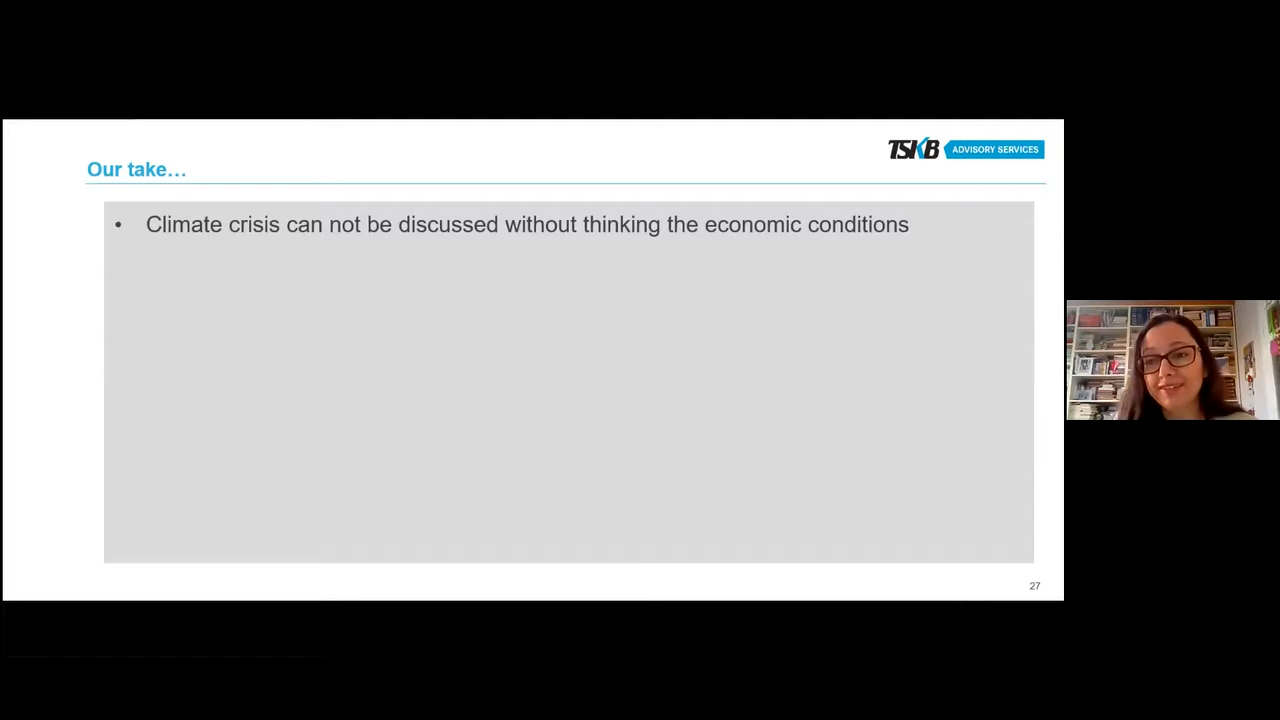 TSKB ADVISORY SERVICES
Our take…
• Climate crisis can not be discussed without thinking the economic conditions
27